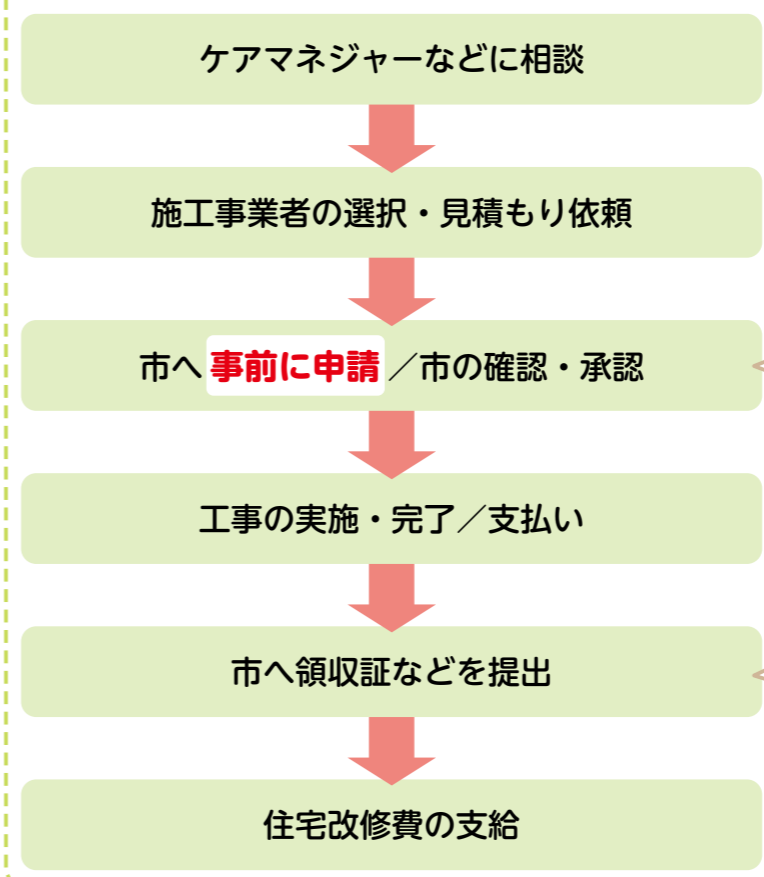 ケアマネジャーなどに相談
施工事業者の選択・見積もり依頼
市へ事前に申請／市の確認・承認
工事の実施・完了／支払い
市へ領収証などを提出
住宅改修費の支給